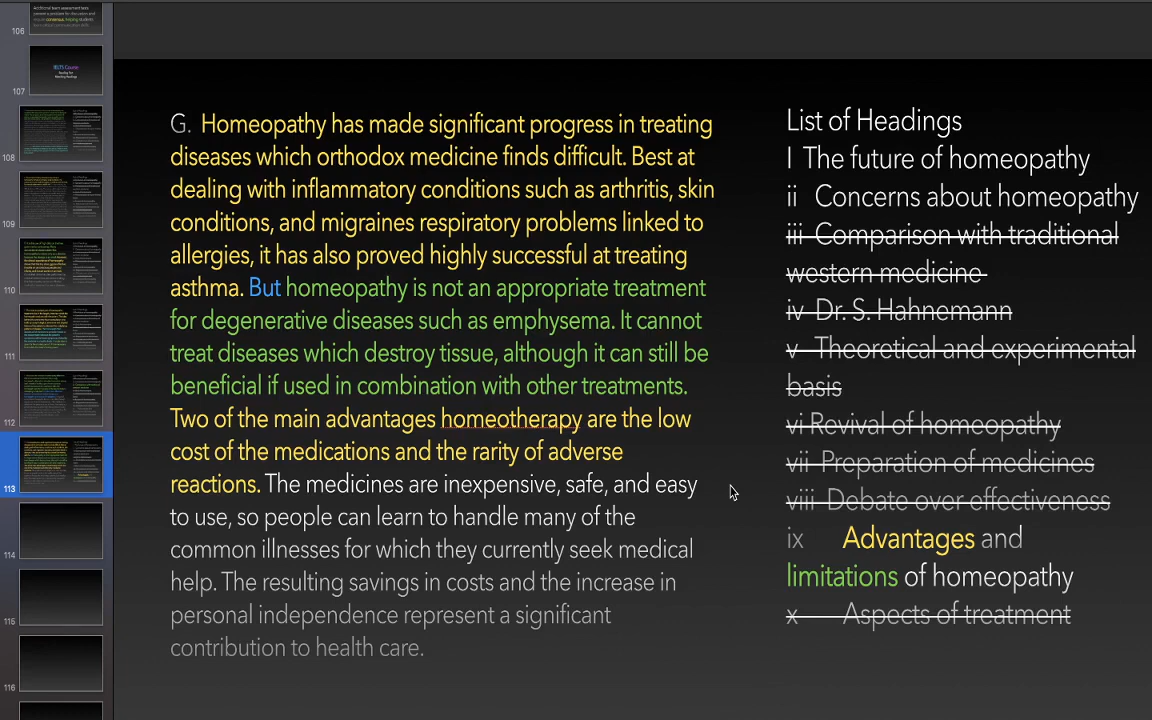 106
107
IELTS Course
108
109
110
111
112
113
114
115
116
G. Homeopathy has made significant progress in treating
diseases which orthodox medicine finds difficult. Best at
dealing with inflammatory conditions such as arthritis, skin
conditions, and migraines respiratory problems linked to
allergies, it has also proved highly successful at treating
asthma. But homeopathy is not an appropriate treatment
for degenerative diseases such as emphysema. It cannot
treat diseases which destroy tissue, although it can still be
beneficial if used in combination with other treatments.
Two of the main advantages homeotherapy are the low
cost of the medications and the rarity of adverse
reactions. The medicines are inexpensive, safe, and easy
to use, so people can learn to handle many of the
common illnesses for which they currently seek medical
help. The resulting savings in costs and the increase in
personal independence represent a significant
contribution to health care.
List of Headings
I The future of homeopathy
ii Concerns about homeopathy
iii Comparison with traditional
western medicine
iv Dr. S. Hahnemann
v Theoretical and experimental
basis
vi Revival of homeopathy
vii Preparation of medicines
viii Debate over effectiveness
ix Advantages and
limitations of homeopathy
x Aspects of treatment